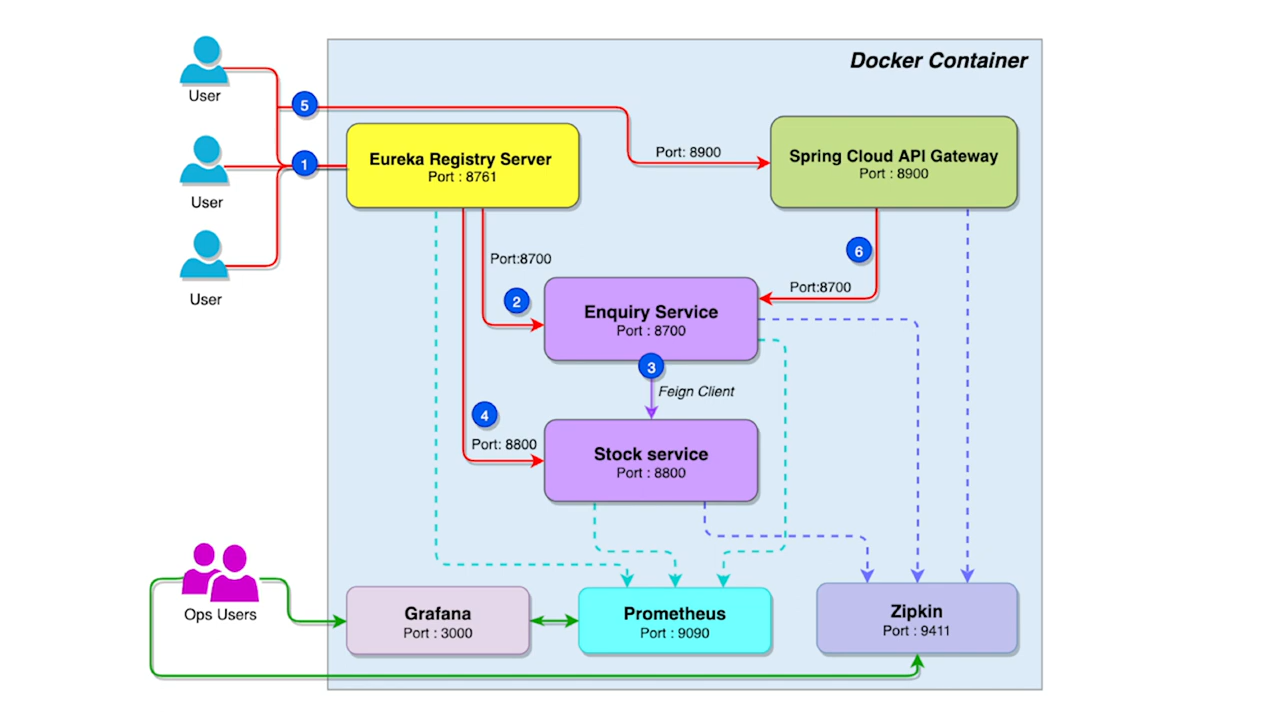 Docker Container
User
5
Port: 8900
Spring Cloud API Gateway
Port : 8900
1
Eureka Registry Server
Port : 8761
User
6
Port:8700
Port:8700
2
Enquiry Service
Port : 8700
User
3
Feign Client
4
Port: 8800
Stock service
Port : 8800
Ops Users
Grafana
Port : 3000
Prometheus
Port : 9090
Zipkin
Port : 9411